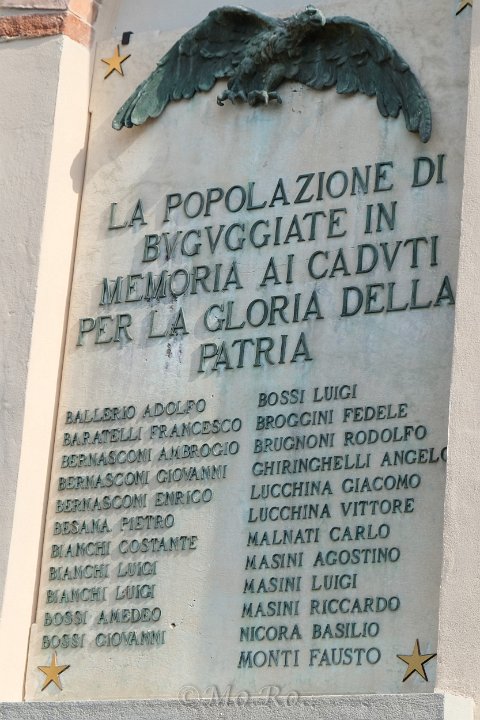 LA POPOLAZIONE DI
BVGVGGIATE IN
MEMORIA AI CADVTI
PER LA GLORIA DELLA
PATRIA
BALLERIO ADOLFO
BARATELLI FRANCESCO
BERNASCONI AMBROGIO
BERNASCONI GIOVANNI
BERNASCONI ENRICO
BESANA PIETRO
BIANCHI COSTANTE
BIANCHI LUIGI
BIANCHI LUIGI
BOSSI AMEDEO
BOSSI GIOVANNI
BOSSI LUIGI
BROGGINI FEDELE
BRUGNONI RODOLFO
GHIRINGHELLI ANGELO
LUCCHINA GIACOMO
LUCCHINA VITTORE
MALNATI CARLO
MASINI AGOSTINO
MASINI LUIGI
MASINI RICCARDO
NICORA BASILIO
MONTI FAUSTO
©Mo.Ro.